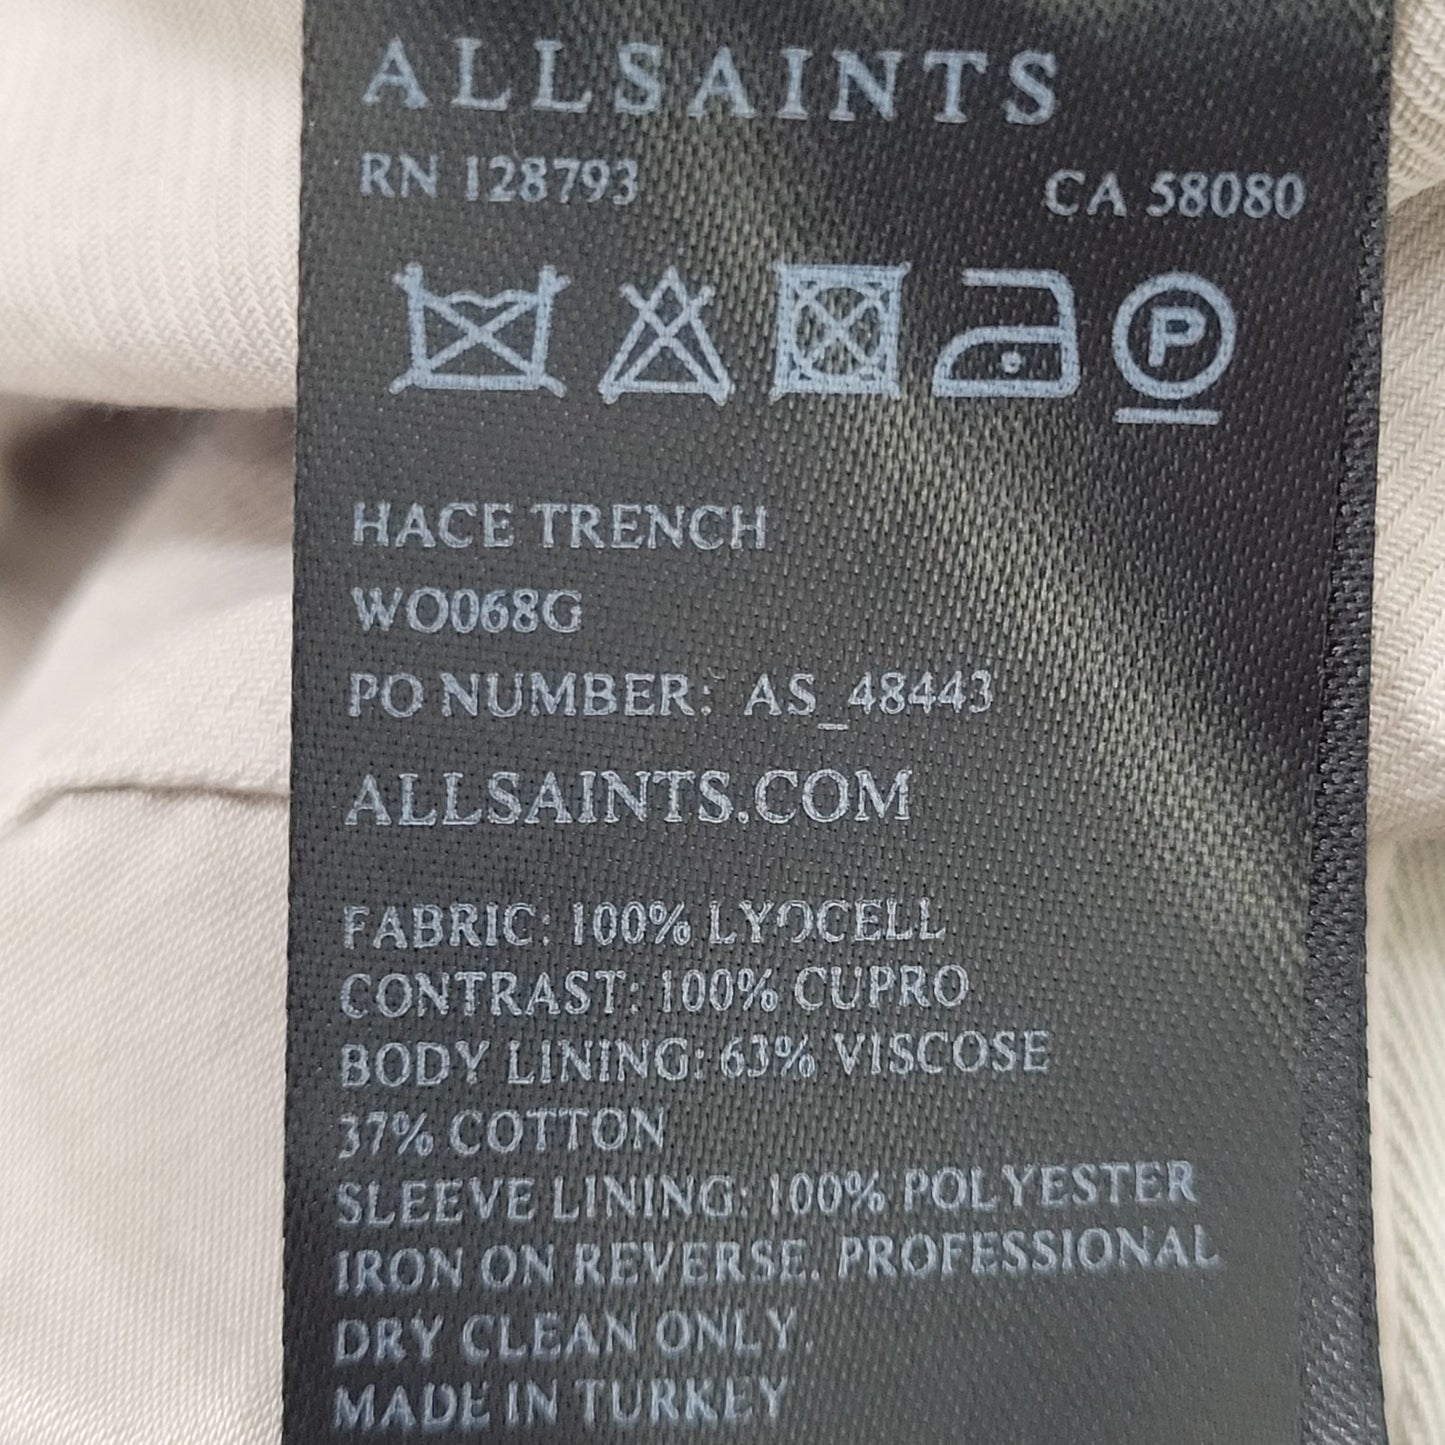 ALLSAINTS
RN 128793 CA 58080
P
HACE TRENCH
WO068G
PO NUMBER: AS_48443
ALLSAINTS.COM
FABRIC: 100% LYOCELL
CONTRAST: 100% CUPRO
BODY LINING: 63% VISCOSE
37% COTTON
SLEEVE LINING: 100% POLYESTER
IRON ON REVERSE. PROFESSIONAL
DRY CLEAN ONLY.
MADE IN TURKEY